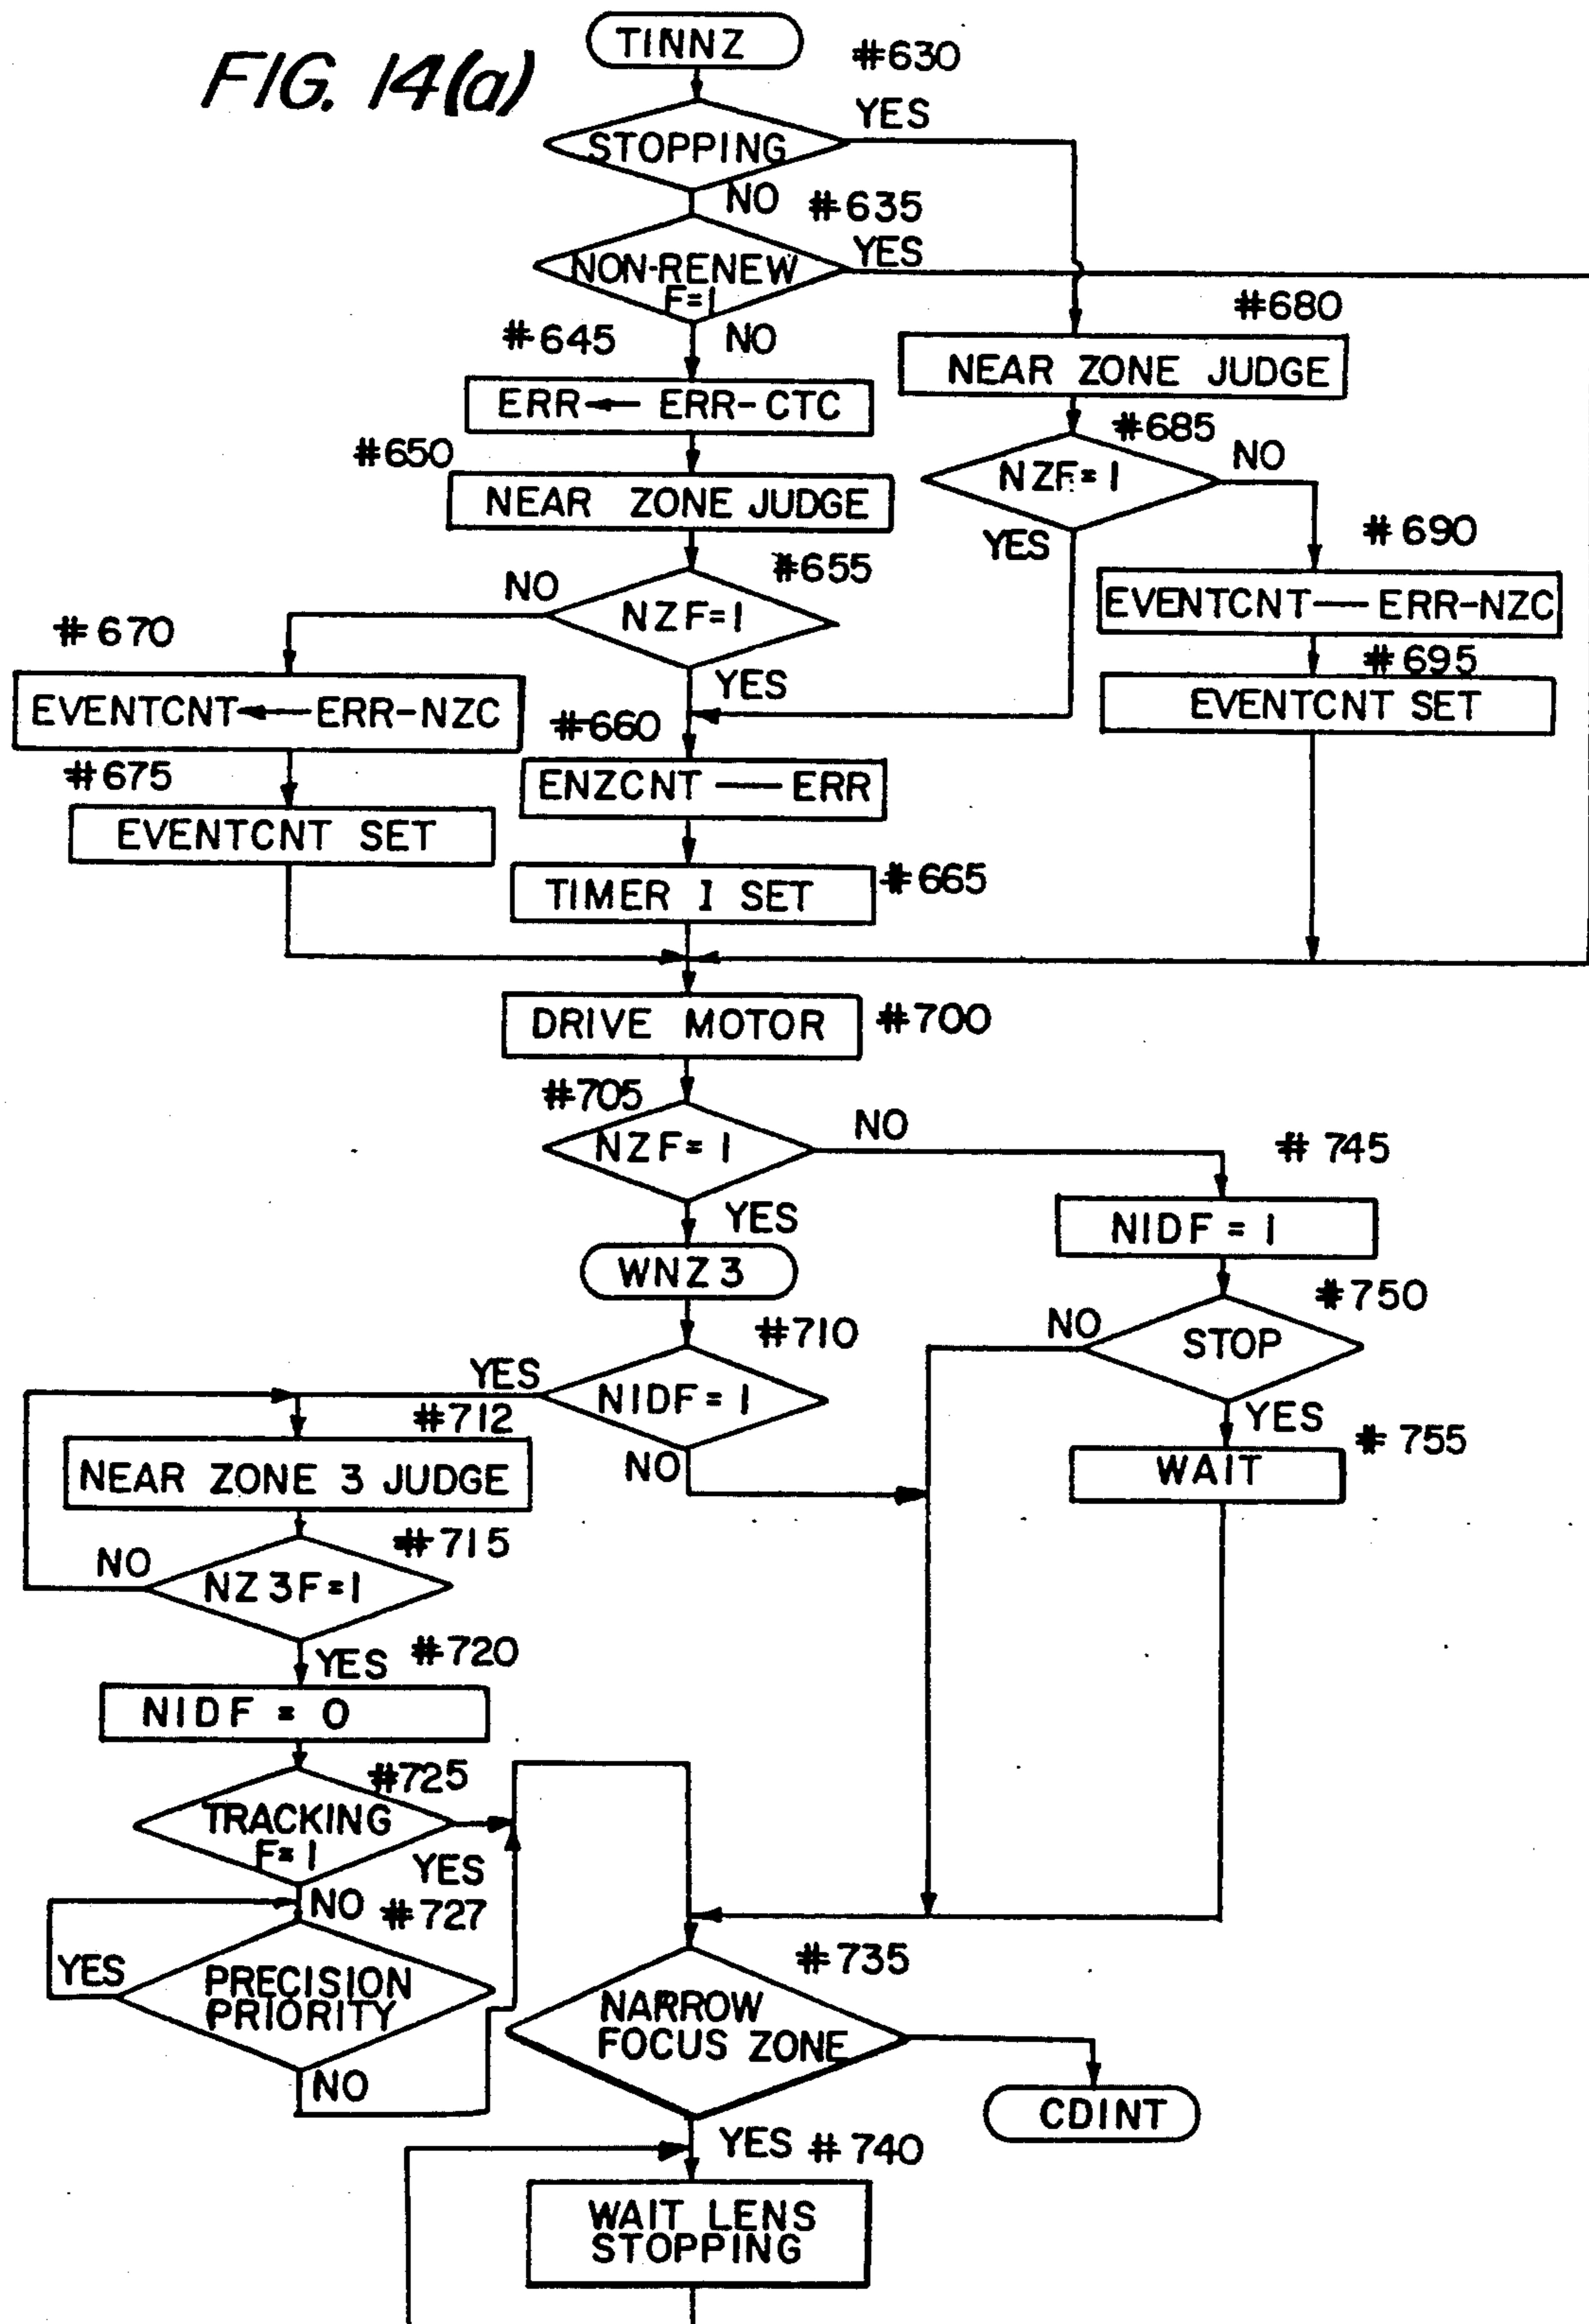 FIG. 14(a)
TINNZ
#630
STOPPING
YES
NO
#635
NON-RENEW
F=1
YES
NO
#645
ERR ← ERR-CTC
#650
NEAR ZONE JUDGE
#655
NZF=1
NO
YES
#670
EVENTCNT ← ERR-NZC
#675
EVENTCNT SET
#660
ENZCNT — ERR
TIMER I SET
#665
#680
NEAR ZONE JUDGE
#685
NZF=1
NO
YES
#690
EVENTCNT — ERR-NZC
#695
EVENTCNT SET
DRIVE MOTOR
#700
#705
NZF=1
NO
YES
WNZ3
#710
NIDF=1
YES
NO
#712
NEAR ZONE 3 JUDGE
#715
NZ3F=1
NO
YES
#720
NIDF = 0
#725
TRACKING
F=1
YES
NO
#727
PRECISION
PRIORITY
YES
NO
#745
NIDF = 1
#750
STOP
NO
YES
#755
WAIT
#735
NARROW
FOCUS ZONE
CDINT
YES
#740
WAIT LENS
STOPPING